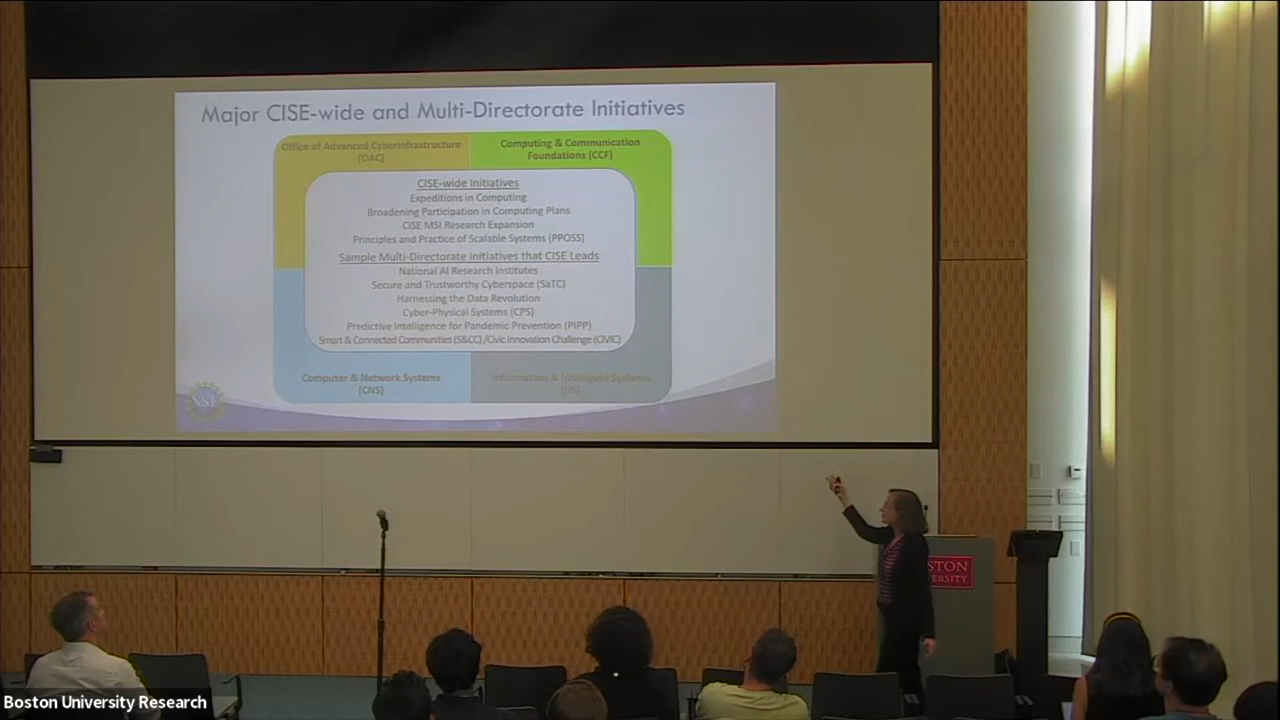 Major CISE-wide and Multi-Directorate Initiatives
Office of Advanced Cyberinfrastructure
(OAC)
Computing & Communication
Foundations (CCF)
CISE-wide Initiatives
Expeditions in Computing
Broadening Participation in Computing Plans
CISE MSI Research Expansion
Principles and Practice of Scalable Systems (PPOSS)
Sample Multi-Directorate Initiatives that CISE Leads
National AI Research Institutes
Secure and Trustworthy Cyberspace (SaTC)
Harnessing the Data Revolution
Cyber-Physical Systems (CPS)
Predictive Intelligence for Pandemic Prevention (PIPP)
Smart & Connected Communities (S&CC) /Civic Innovation Challenge (CIVIC)
Computer & Network Systems
(CNS)
Information & Intelligent Systems
(IIS)
NSF
STON
ERSITY
Boston University Research